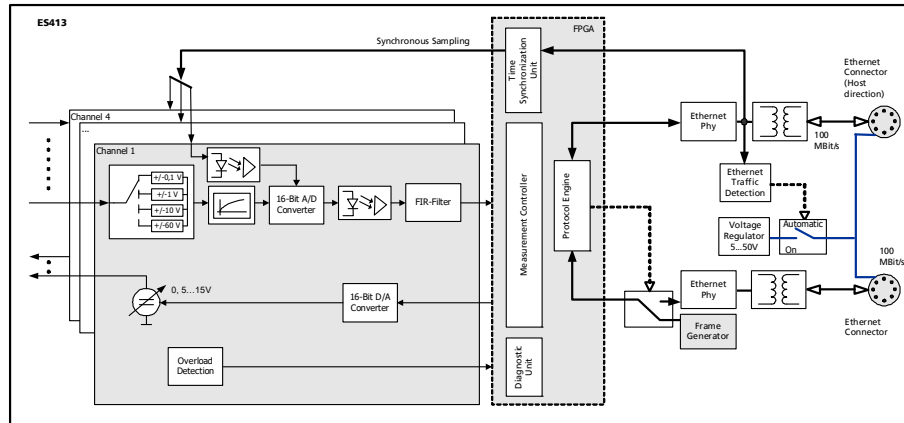 ES413
FPGA
Synchronous Sampling
Time
Synchronization
Unit
Ethernet
Connector
(Host
direction)
Channel 4
...
Channel 1
Ethernet
Phy
100
MBit/s
+/-0,1 V
+/-1 V
+/-10 V
+/-60 V
16-Bit A/D
Converter
FIR-Filter
Measurement Controller
Protocol Engine
Ethernet
Traffic
Detection
Voltage
Regulator
5...50V
Automatic
On
100
MBit/s
0, 5...15V
16-Bit D/A
Converter
Ethernet
Phy
Frame
Generator
Ethernet
Connector
Overload
Detection
Diagnostic
Unit